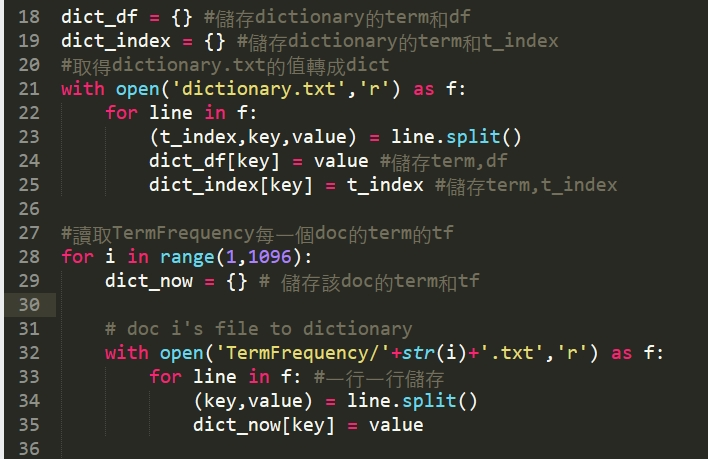 18 dict_df = {} #儲存dictionary的term和df
19 dict_index = {} #儲存dictionary的term和t_index
20 #取得dictionary.txt的值轉成dict
21 with open('dictionary.txt','r') as f:
22     for line in f:
23         (t_index,key,value) = line.split()
24         dict_df[key] = value #儲存term,df
25         dict_index[key] = t_index #儲存term,t_index
26
27 #讀取TermFrequency每一個doc的term的tf
28 for i in range(1,1096):
29     dict_now = {} # 儲存該doc的term和tf
30
31     # doc i's file to dictionary
32     with open('TermFrequency/'+str(i)+'.txt','r') as f:
33         for line in f: #一行一行儲存
34             (key,value) = line.split()
35             dict_now[key] = value
36